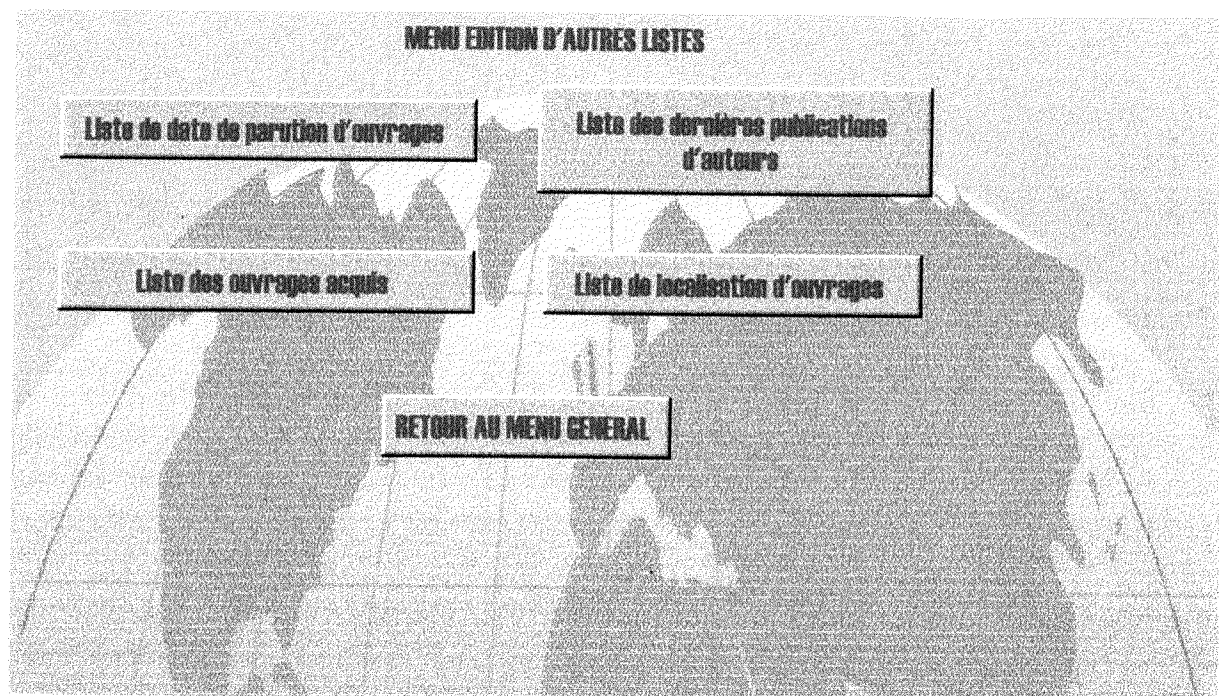 MENU EDITION D'AUTRES LISTES
Liste de date de parution d'ouvrages
Liste des dernières publications
d'auteurs
Liste des ouvrages acquis
Liste de localisation d'ouvrages
RETOUR AU MENU GENERAL